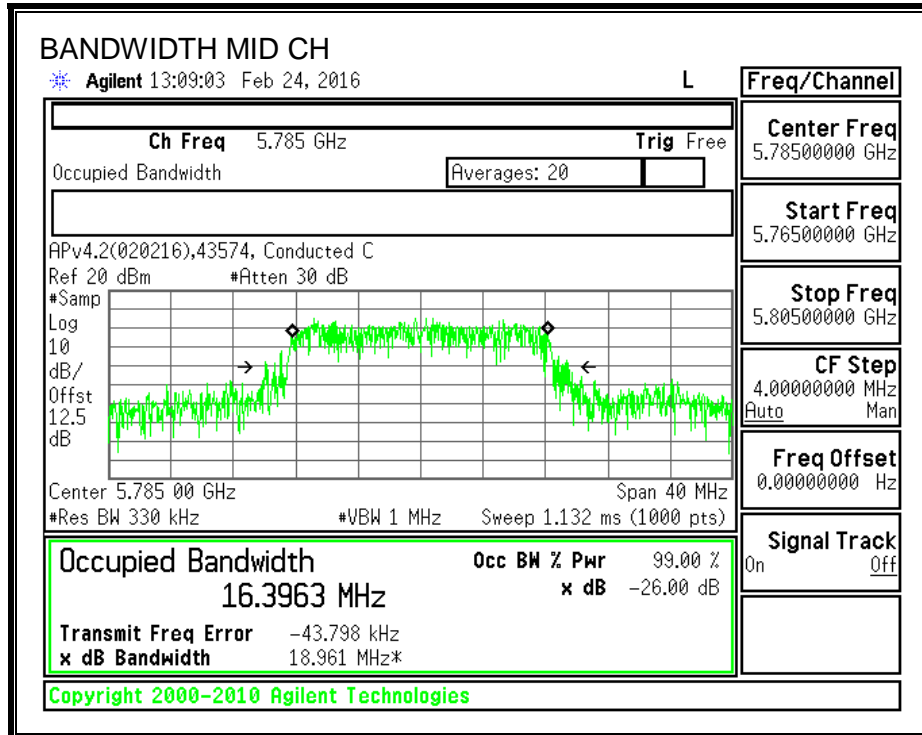 BANDWIDTH MID CH
Agilent 13:09:03 Feb 24, 2016 L Freq/Channel
Ch Freq 5.785 GHz Trig Free
Occupied Bandwidth Averages: 20
APv4.2(020216),43574, Conducted C
Ref 20 dBm #Atten 30 dB
#Samp
Log
10
dB/
Offst
12.5
dB
Center 5.785 00 GHz Span 40 MHz
#Res BW 330 kHz #VBW 1 MHz Sweep 1.132 ms (1000 pts)
Occupied Bandwidth Occ BW % Pwr 99.00 %
16.3963 MHz x dB -26.00 dB
Transmit Freq Error -43.798 kHz
x dB Bandwidth 18.961 MHz*
Copyright 2000-2010 Agilent Technologies
Center Freq
5.78500000 GHz
Start Freq
5.76500000 GHz
Stop Freq
5.80500000 GHz
CF Step
4.00000000 MHz
Auto Man
Freq Offset
0.00000000 Hz
Signal Track
On Off